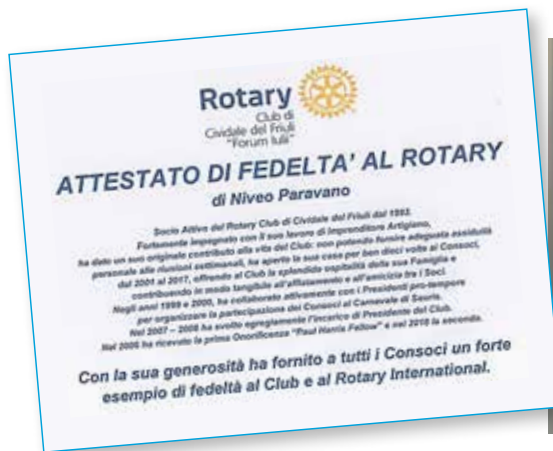 Rotary
Club di
Cividale del Friuli
"Forum Iulii"
ATTESTATO DI FEDELTA' AL ROTARY
di Niveo Paravano
Socio Attivo del Rotary Club di Cividale del Friuli dal 1993.
Fortemente impegnato con il suo lavoro di Imprenditore Artigiano,
ha dato un suo originale contributo alla vita del Club: non potendo fornire adeguata assiduità
personale alle riunioni settimanali, ha aperto la sua casa per ben dieci volte ai Consoci,
dal 2001 al 2017, offrendo al Club la splendida ospitalità della sua Famiglia e
contribuendo in modo tangibile all'affiatamento e all'amicizia tra i Soci.
Negli anni 1999 e 2000, ha collaborato attivamente con i Presidenti pro-tempore
per organizzare la partecipazione dei Consoci al Carnevale di Sauris.
Nel 2007 – 2008 ha svolto egregiamente l'incarico di Presidente del Club.
Nel 2006 ha ricevuto la prima Onorificenza "Paul Harris Fellow" e nel 2018 la seconda.
Con la sua generosità ha fornito a tutti i Consoci un forte
esempio di fedeltà al Club e al Rotary International.